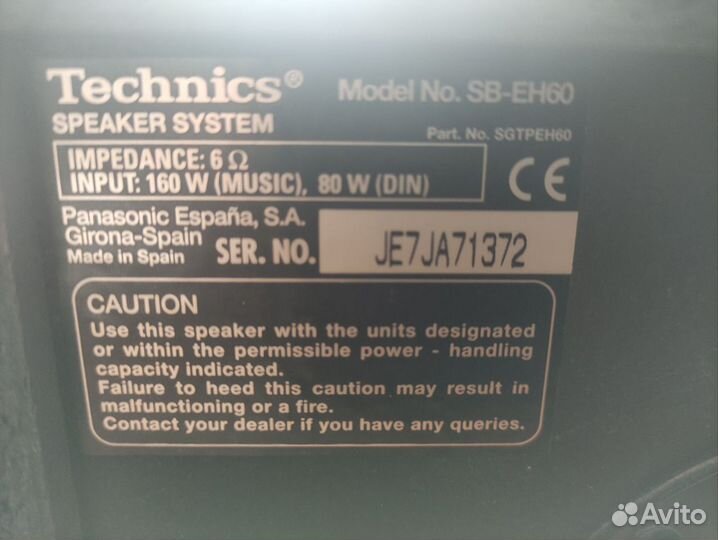 Technics® Model No. SB-EH60
SPEAKER SYSTEM Part. No. SGTPEH60
IMPEDANCE: 6 Ω
INPUT: 160 W (MUSIC), 80 W (DIN)
CE
Panasonic España, S.A.
Girona-Spain
Made in Spain SER. NO. JE7JA71372
CAUTION
Use this speaker with the units designated
or within the permissible power - handling
capacity indicated.
Failure to heed this caution may result in
malfunctioning or a fire.
Contact your dealer if you have any queries.
Avito